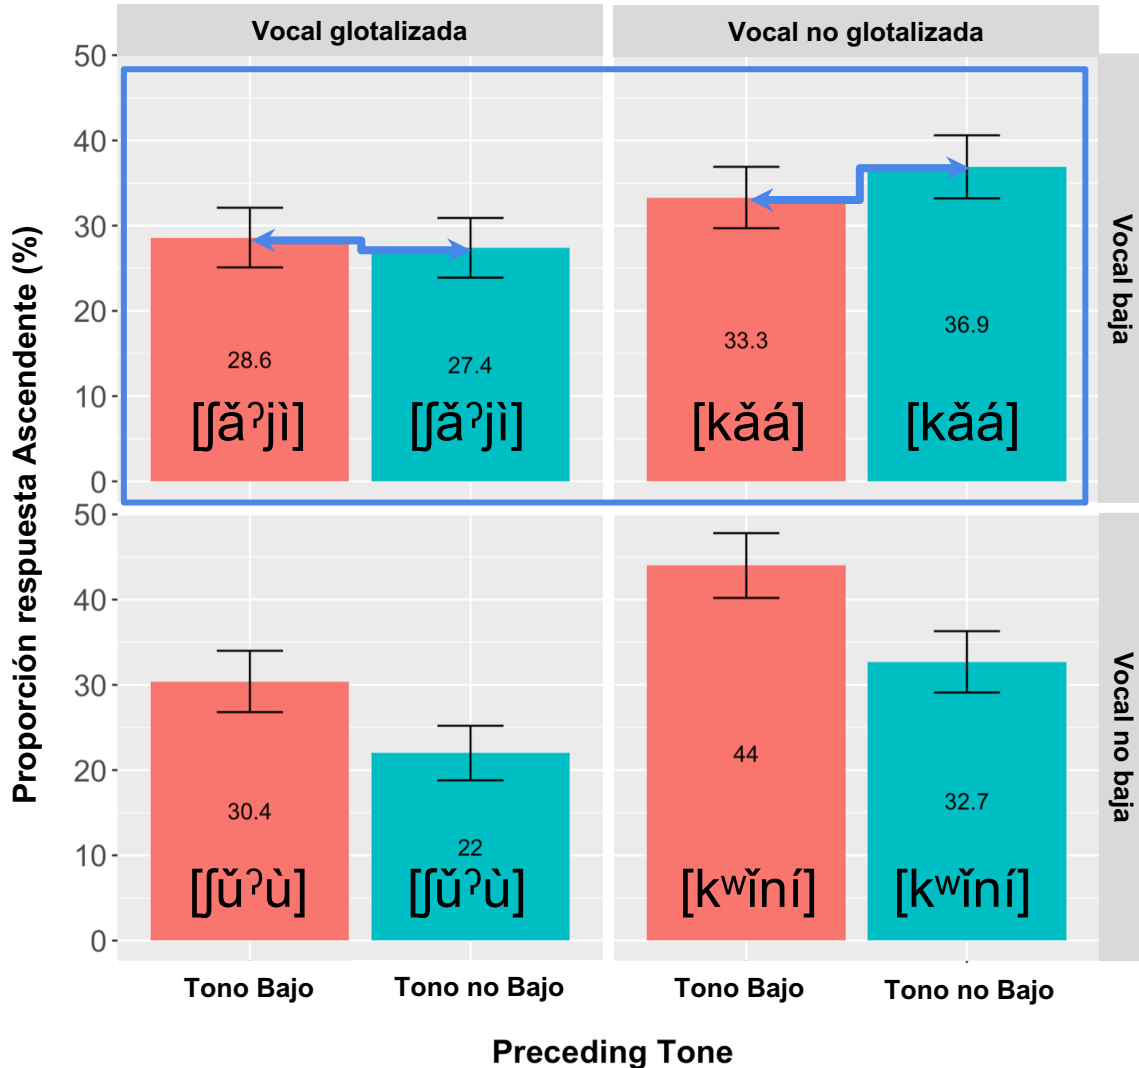 Vocal glotalizada
Vocal no glotalizada
50
40
30
20
10
0
28.6
27.4
33.3
36.9
[ʃǎˀjì]
[ʃǎˀjì]
[kǎá]
[kǎá]
Vocal baja
50
40
30
20
10
0
30.4
22
44
32.7
[ʃǔˀù]
[ʃǔˀù]
[kʷǐní]
[kʷǐní]
Vocal no baja
Proporción respuesta Ascendente (%)
Tono Bajo
Tono no Bajo
Tono Bajo
Tono no Bajo
Preceding Tone